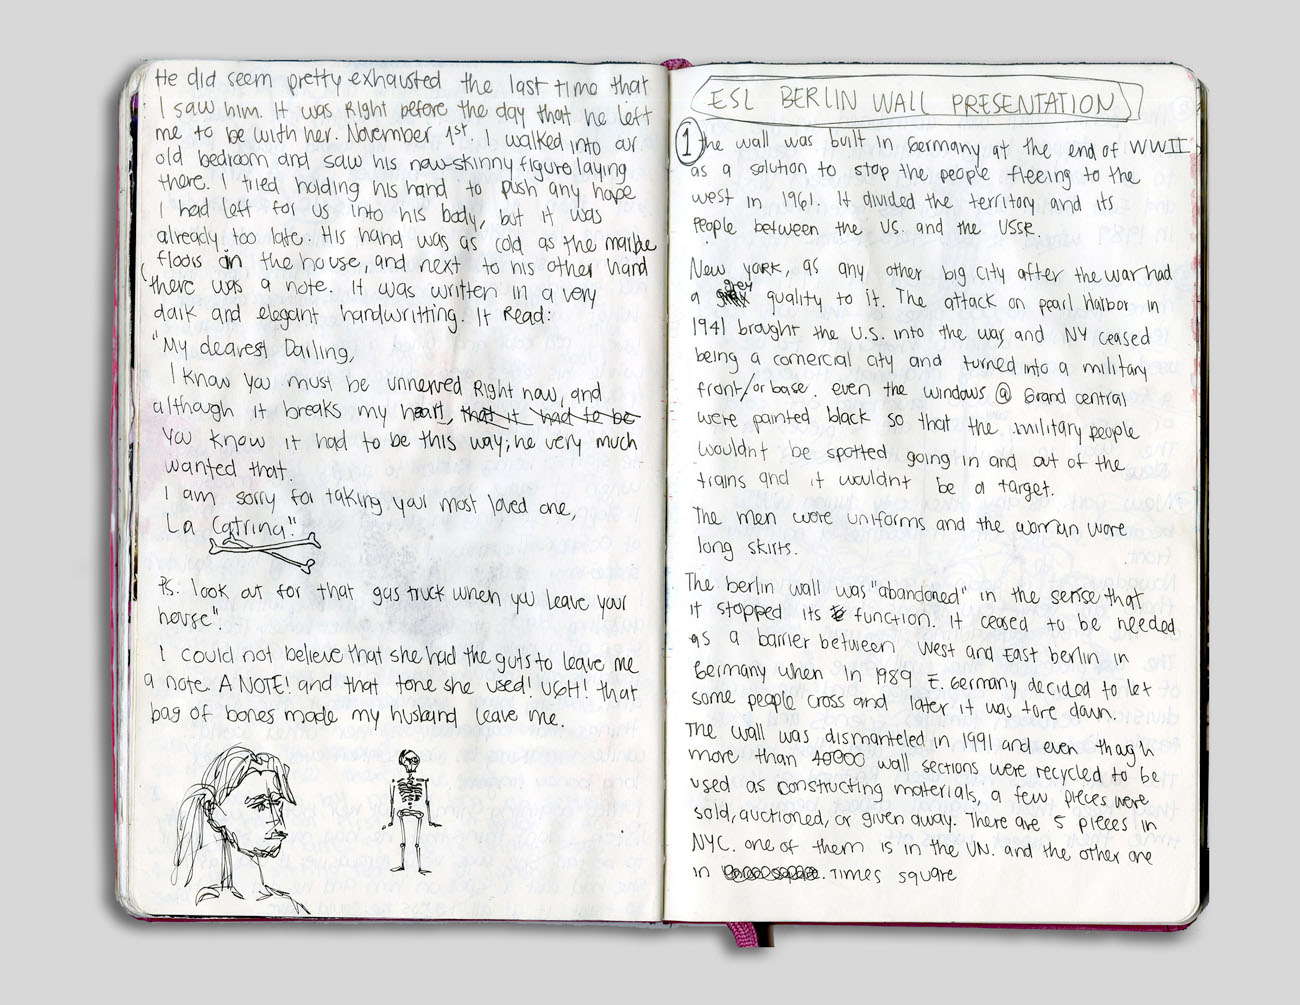 He did seem pretty exhausted the last time that
I saw him. It was Right before the day that he left
me to be with her. November 1st. I walked into our
old bedroom and saw his now-skinny figure laying
there. I tried holding his hand to push any hope
I had left for us into his body, but it was
already too late. His hand was as cold as the marble
floors in the house, and next to his other hand
there was a note. It was written in a very
dark and elegant handwritting. It Read:
"My dearest Darling,
I know you must be unnerved Right now, and
although it breaks my heart, that it had to be
You know it had to be this way; he very much
wanted that.
I am sorry for taking your most loved one,
La Catrina."
Ps. look out for that gas truck when you leave your
house".
I could not believe that she had the guts to leave me
a note. A NOTE! and that tone she used! UGH! that
bag of bones made my husband leave me.
ESL BERLIN WALL PRESENTATION
1 the wall was built in Germany at the end of WWII
as a solution to stop the people fleeing to the
west in 1961. It divided the territory and its
people between the US. and the USSR.
New york, as any other big city after the war had
a grey quality to it. The attack on pearl Harbor in
1941 brought the U.S. into the war, and NY ceased
being a comercial city and turned into a military
front/or base. even the windows @ Grand central
were painted black so that the military people
wouldnt be spotted going in and out of the
trains and it wouldnt be a target.
The men wore uniforms and the woman wore
long skirts.
The berlin wall was "abandoned" in the sense that
it stopped its function. it ceased to be needed
as a barrier between West and East berlin in
Germany when in 1989 E. Germany decided to let
some people cross and later it was tore down.
The wall was dismanteled in 1991 and even though
more than 40000 wall sections were recycled to be
used as constructing materials, a few pieces were
sold, auctioned, or given away. There are 5 pieces in
NYC. one of them is in the UN. and the other one
in Times square